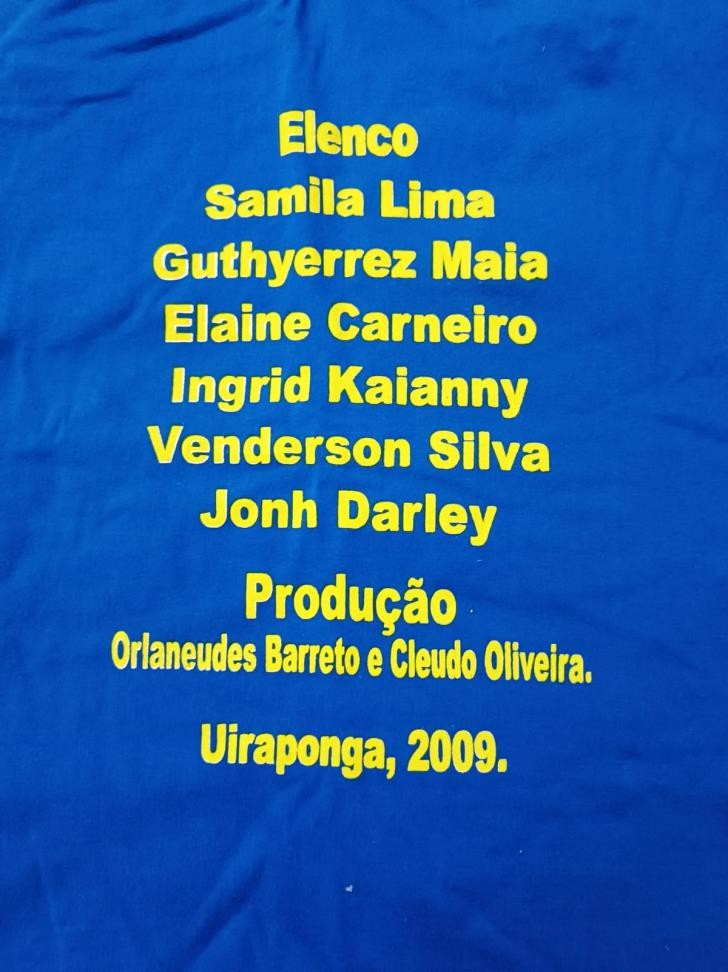 Elenco
Samila Lima
Guthyerrez Maia
Elaine Carneiro
Ingrid Kaianny
Venderson Silva
Jonh Darley
Produção
Orlaneudes Barreto e Cleudo Oliveira.
Uiraponga, 2009.